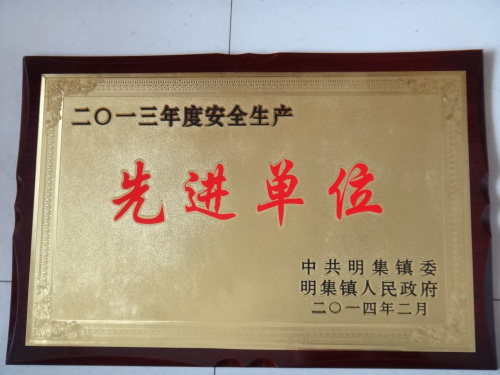 二〇一三年度安全生产
先进单位
中共明集镇委
明集镇人民政府
二〇一四年二月